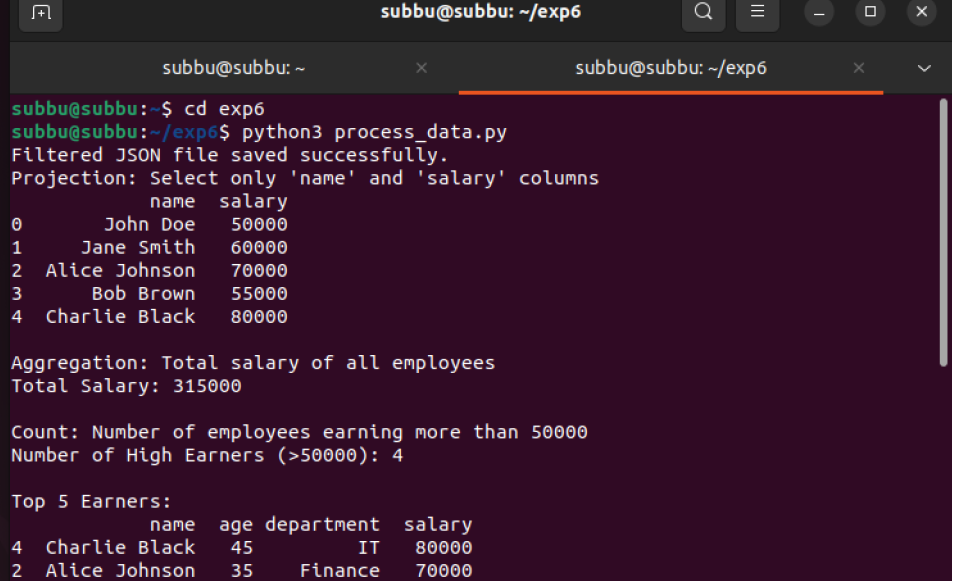 subbu@subbu: ~/exp6
subbu@subbu: ~
subbu@subbu: ~/exp6
subbu@subbu:~$ cd exp6
subbu@subbu:~/exp6$ python3 process_data.py
Filtered JSON file saved successfully.
Projection: Select only 'name' and 'salary' columns
            name  salary
0       John Doe   50000
1     Jane Smith   60000
2  Alice Johnson   70000
3      Bob Brown   55000
4  Charlie Black   80000

Aggregation: Total salary of all employees
Total Salary: 315000

Count: Number of employees earning more than 50000
Number of High Earners (>50000): 4

Top 5 Earners:
            name  age department  salary
4  Charlie Black   45         IT   80000
2  Alice Johnson   35    Finance   70000